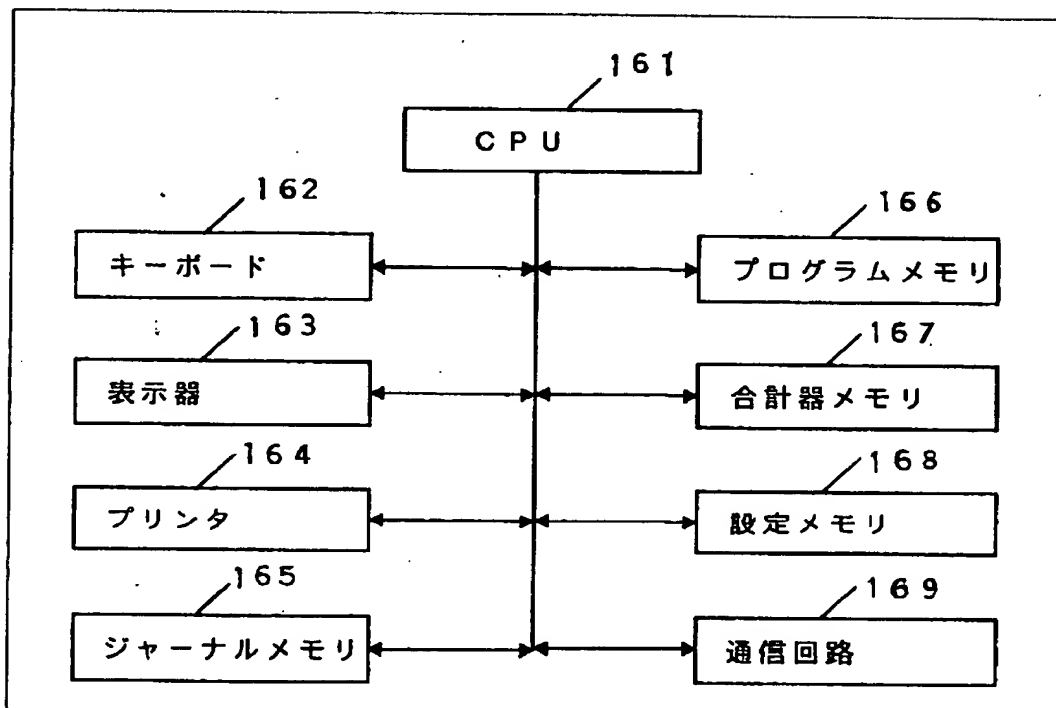 161
CPU
162
キーボード
166
プログラムメモリ
163
表示器
167
合計器メモリ
164
プリンタ
168
設定メモリ
165
ジャーナルメモリ
169
通信回路